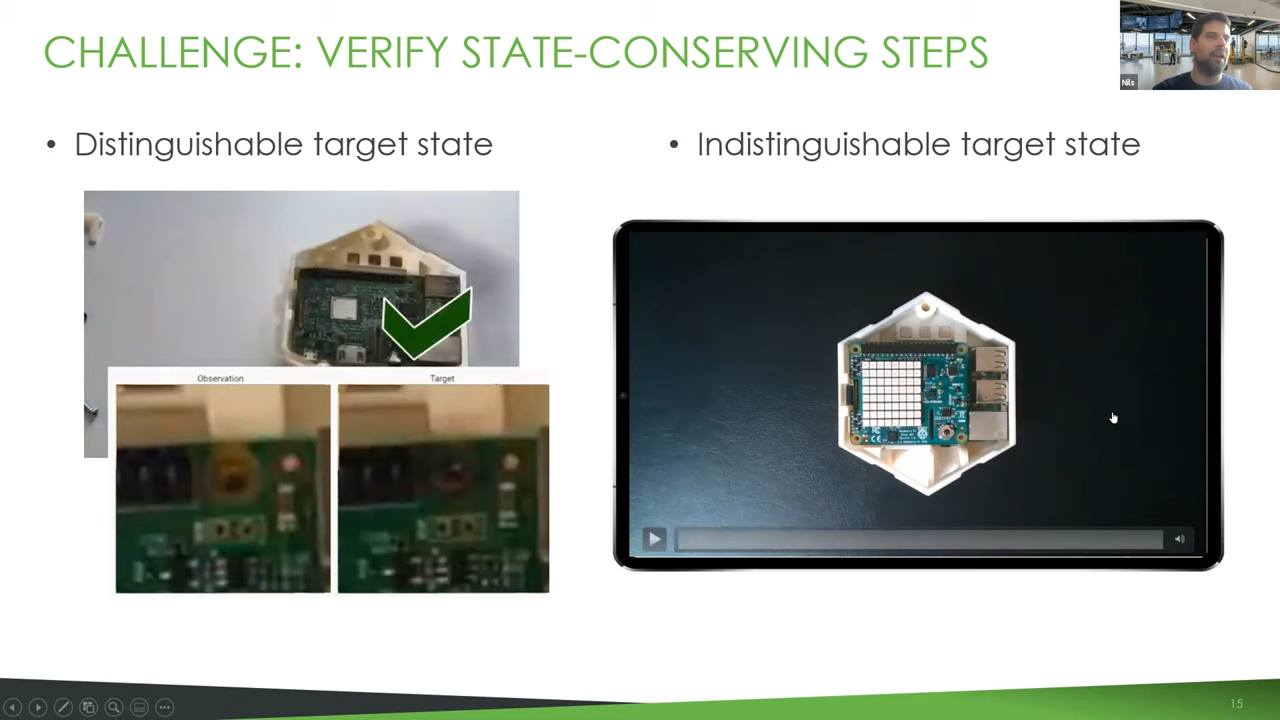 CHALLENGE: VERIFY STATE-CONSERVING STEPS
Nils
• Distinguishable target state
• Indistinguishable target state
Observation
Target
15